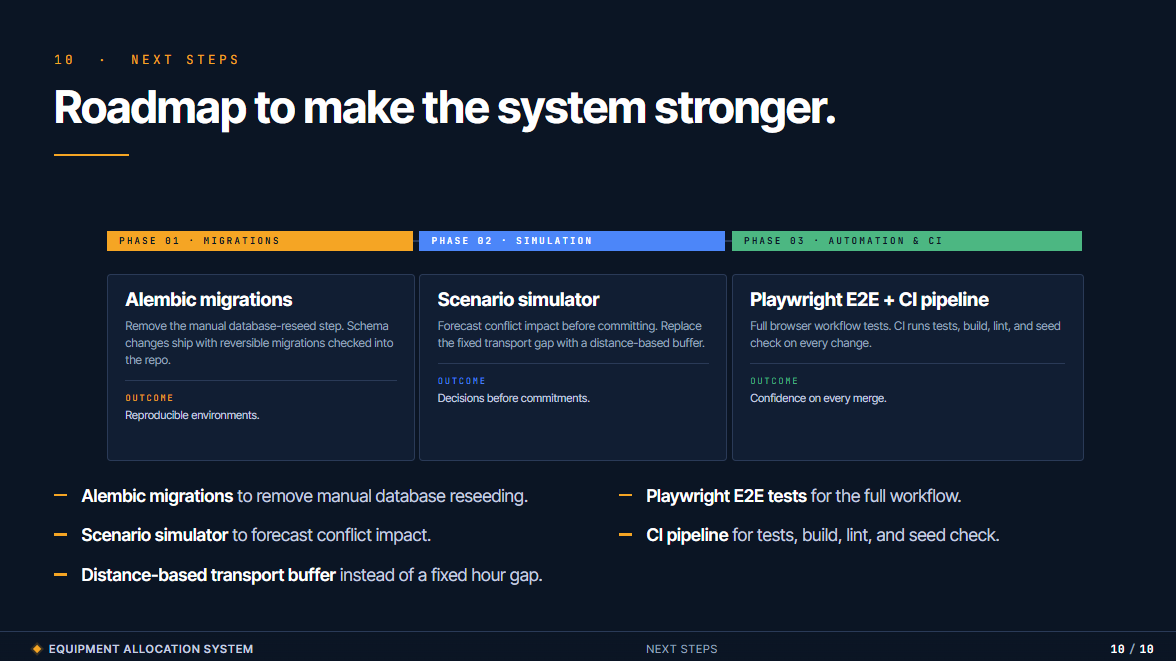 10 · NEXT STEPS
Roadmap to make the system stronger.
PHASE 01 · MIGRATIONS
PHASE 02 · SIMULATION
PHASE 03 · AUTOMATION & CI
Alembic migrations
Remove the manual database-reseed step. Schema
changes ship with reversible migrations checked into
the repo.
OUTCOME
Reproducible environments.
Scenario simulator
Forecast conflict impact before committing. Replace
the fixed transport gap with a distance-based buffer.
OUTCOME
Decisions before commitments.
Playwright E2E + CI pipeline
Full browser workflow tests. CI runs tests, build, lint, and seed
check on every change.
OUTCOME
Confidence on every merge.
Alembic migrations to remove manual database reseeding.
Scenario simulator to forecast conflict impact.
Distance-based transport buffer instead of a fixed hour gap.
Playwright E2E tests for the full workflow.
CI pipeline for tests, build, lint, and seed check.
EQUIPMENT ALLOCATION SYSTEM
NEXT STEPS
10 / 10